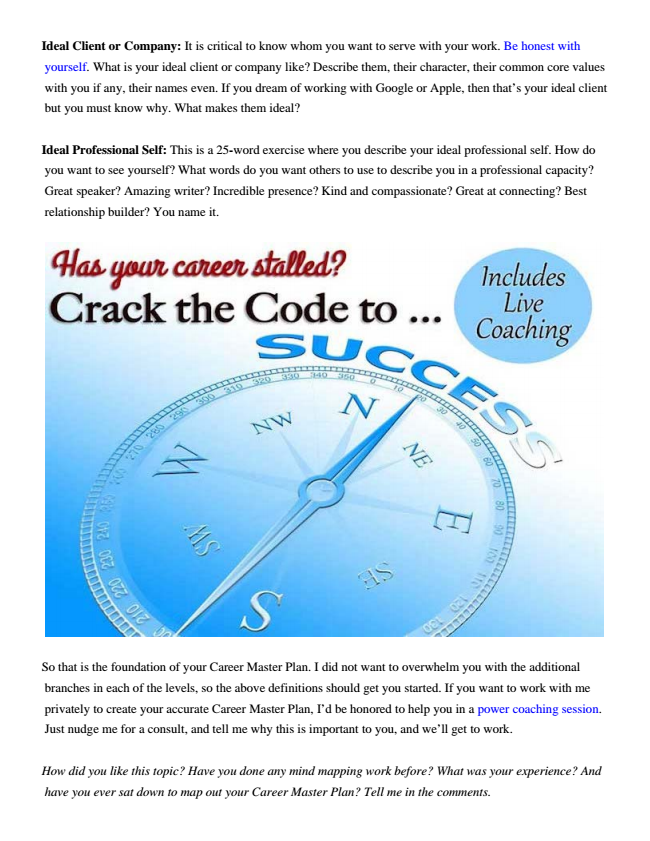 Ideal Client or Company: It is critical to know whom you want to serve with your work. Be honest with
yourself. What is your ideal client or company like? Describe them, their character, their common core values
with you if any, their names even. If you dream of working with Google or Apple, then that's your ideal client
but you must know why. What makes them ideal?
Ideal Professional Self: This is a 25-word exercise where you describe your ideal professional self. How do
you want to see yourself? What words do you want others to use to describe you in a professional capacity?
Great speaker? Amazing writer? Incredible presence? Kind and compassionate? Great at connecting? Best
relationship builder? You name it.
Has your career stalled?
Crack the Code to ...
Includes
Live
Coaching
SUCCESS
210 220 230 240 270 280 290 300 310 320 330 340 350 0 10 20 30 40 50 60 70 80
N
NW
NE
W
E
SW
SE
S
130
So that is the foundation of your Career Master Plan. I did not want to overwhelm you with the additional
branches in each of the levels, so the above definitions should get you started. If you want to work with me
privately to create your accurate Career Master Plan, I'd be honored to help you in a power coaching session.
Just nudge me for a consult, and tell me why this is important to you, and we'll get to work.
How did you like this topic? Have you done any mind mapping work before? What was your experience? And
have you ever sat down to map out your Career Master Plan? Tell me in the comments.